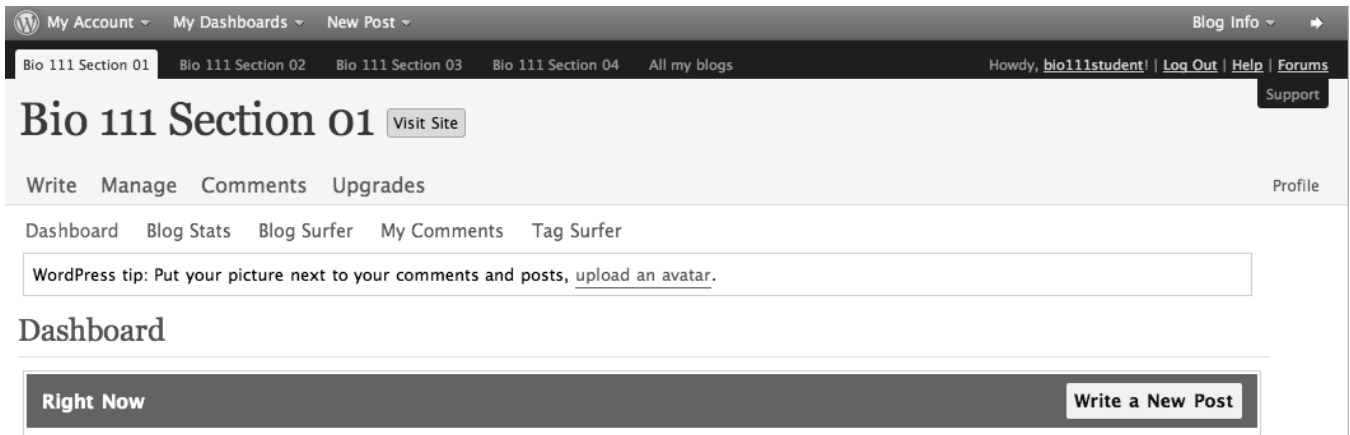 My Account My Dashboards New Post Blog Info
Bio 111 Section 01 Bio 111 Section 02 Bio 111 Section 03 Bio 111 Section 04 All my blogs Howdy, bio111student! | Log Out | Help | Forums
Support
Bio 111 Section 01 Visit Site
Write Manage Comments Upgrades Profile
Dashboard Blog Stats Blog Surfer My Comments Tag Surfer
WordPress tip: Put your picture next to your comments and posts, upload an avatar.
Dashboard
Right Now Write a New Post